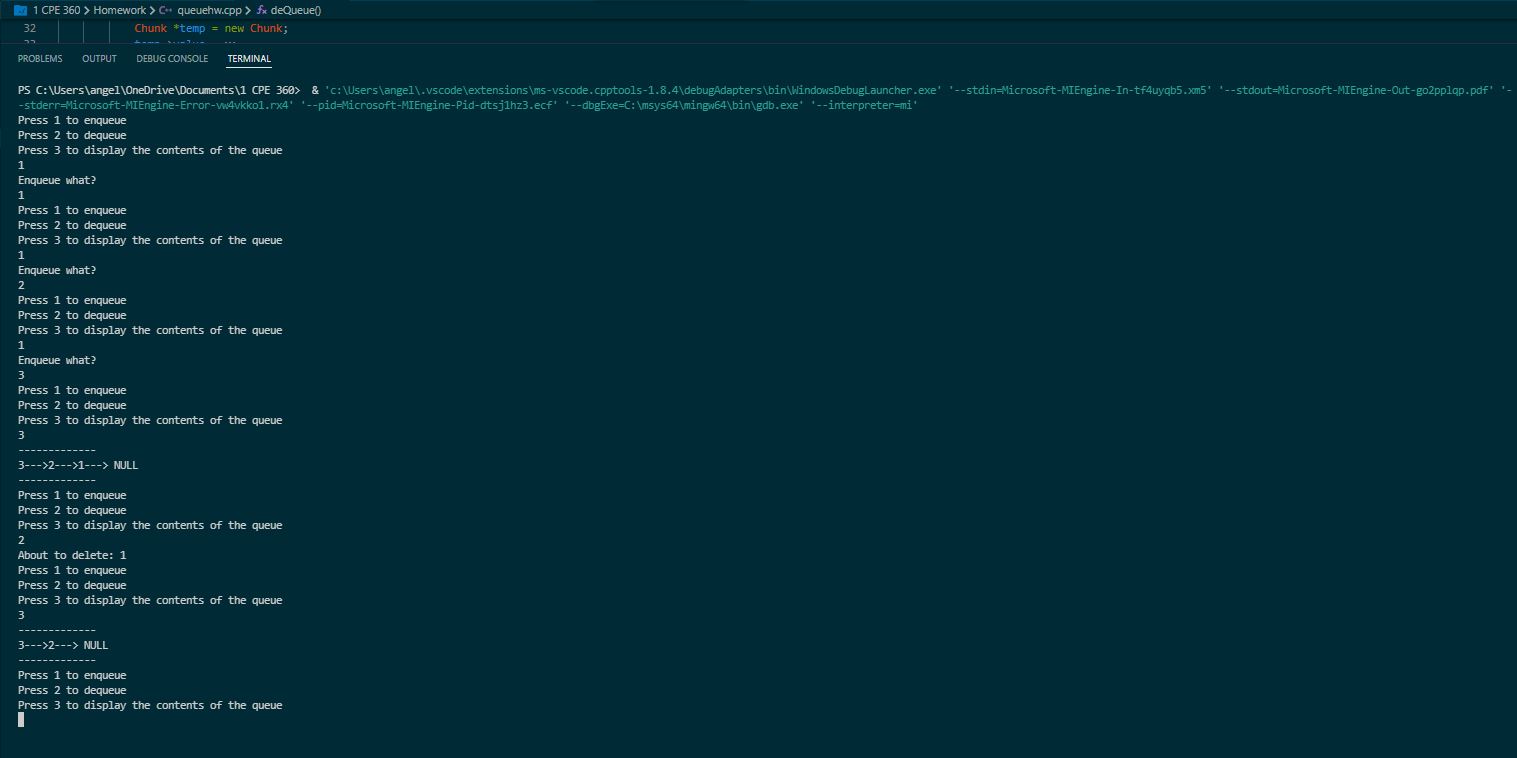 1 CPE 360 > Homework > C++ queuehw.cpp > deQueue()
32 Chunk *temp = new Chunk;
PROBLEMS OUTPUT DEBUG CONSOLE TERMINAL
PS C:\Users\angel\OneDrive\Documents\1 CPE 360> & 'c:\Users\angel\.vscode\extensions\ms-vscode.cpptools-1.8.4\debugAdapters\bin\WindowsDebugLauncher.exe' '--stdin=Microsoft-MIEngine-In-tf4uyqb5.xm5' '--stdout=Microsoft-MIEngine-Out-go2pplqp.pdf' '-
-stderr=Microsoft-MIEngine-Error-vw4vkko1.rx4' '--pid=Microsoft-MIEngine-Pid-dtsj1hz3.ecf' '--dbgExe=C:\msys64\mingw64\bin\gdb.exe' '--interpreter=mi'
Press 1 to enqueue
Press 2 to dequeue
Press 3 to display the contents of the queue
1
Enqueue what?
1
Press 1 to enqueue
Press 2 to dequeue
Press 3 to display the contents of the queue
1
Enqueue what?
2
Press 1 to enqueue
Press 2 to dequeue
Press 3 to display the contents of the queue
1
Enqueue what?
3
Press 1 to enqueue
Press 2 to dequeue
Press 3 to display the contents of the queue
3
-------------
3--->2--->1---> NULL
-------------
Press 1 to enqueue
Press 2 to dequeue
Press 3 to display the contents of the queue
2
About to delete: 1
Press 1 to enqueue
Press 2 to dequeue
Press 3 to display the contents of the queue
3
-------------
3--->2---> NULL
-------------
Press 1 to enqueue
Press 2 to dequeue
Press 3 to display the contents of the queue